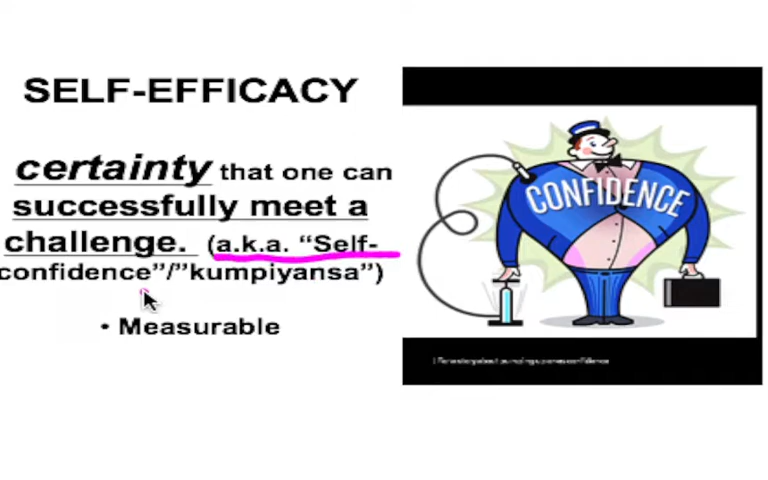 SELF-EFFICACY
certainty that one can
successfully meet a
challenge. (a.k.a. “Self-
confidence”/”kumpiyansa”)
• Measurable
CONFIDENCE